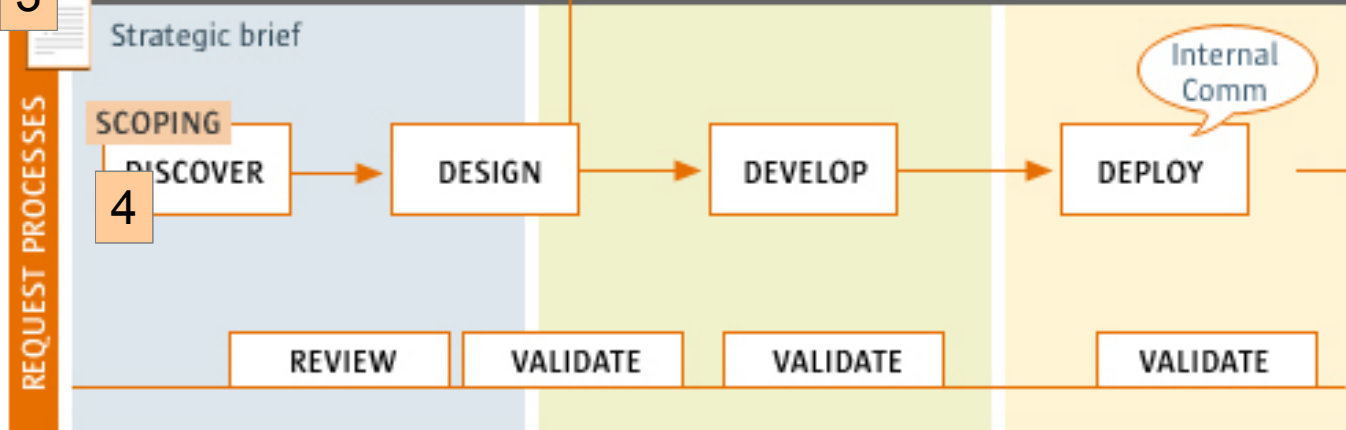 Strategic brief
Internal
Comm
REQUEST PROCESSES
SCOPING
DISCOVER
DESIGN
DEVELOP
DEPLOY
4
REVIEW
VALIDATE
VALIDATE
VALIDATE